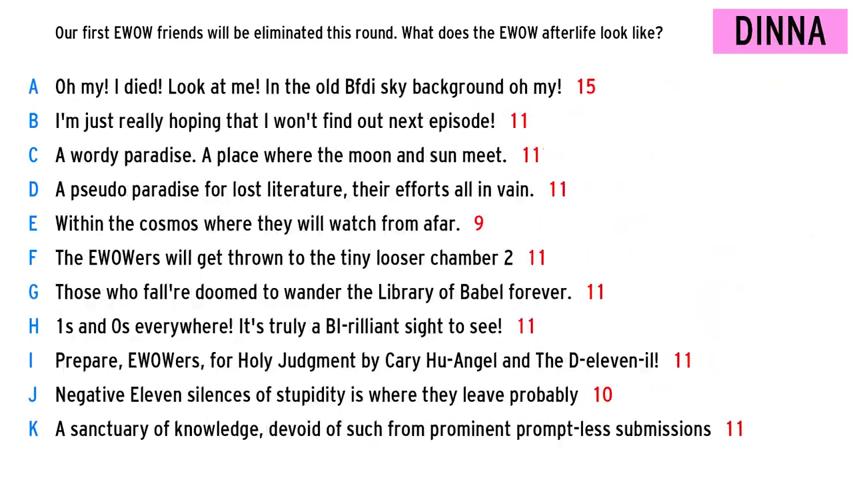 Our first EWOW friends will be eliminated this round. What does the EWOW afterlife look like?
DINNA
A Oh my! I died! Look at me! In the old Bfdi sky background oh my! 15
B I'm just really hoping that I won't find out next episode! 11
C A wordy paradise. A place where the moon and sun meet. 11
D A pseudo paradise for lost literature, their efforts all in vain. 11
E Within the cosmos where they will watch from afar. 9
F The EWOWers will get thrown to the tiny looser chamber 2 11
G Those who fall're doomed to wander the Library of Babel forever. 11
H 1s and 0s everywhere! It's truly a BI-rilliant sight to see! 11
I Prepare, EWOWers, for Holy Judgment by Cary Hu-Angel and The D-eleven-il! 11
J Negative Eleven silences of stupidity is where they leave probably 10
K A sanctuary of knowledge, devoid of such from prominent prompt-less submissions 11